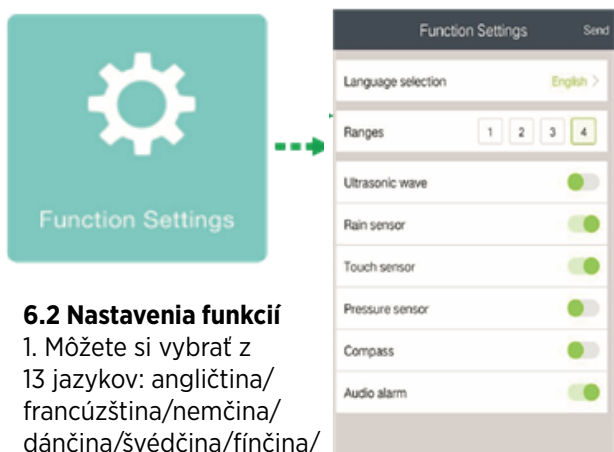 Function Settings
Function Settings Send
Language selection English >
Ranges 1 2 3 4
Ultrasonic wave
Rain sensor
Touch sensor
Pressure sensor
Compass
Audio alarm
6.2 Nastavenia funkcií
1. Môžete si vybrať z
13 jazykov: angličtina/
francúzština/nemčina/
dánčina/švédčina/fínčina/